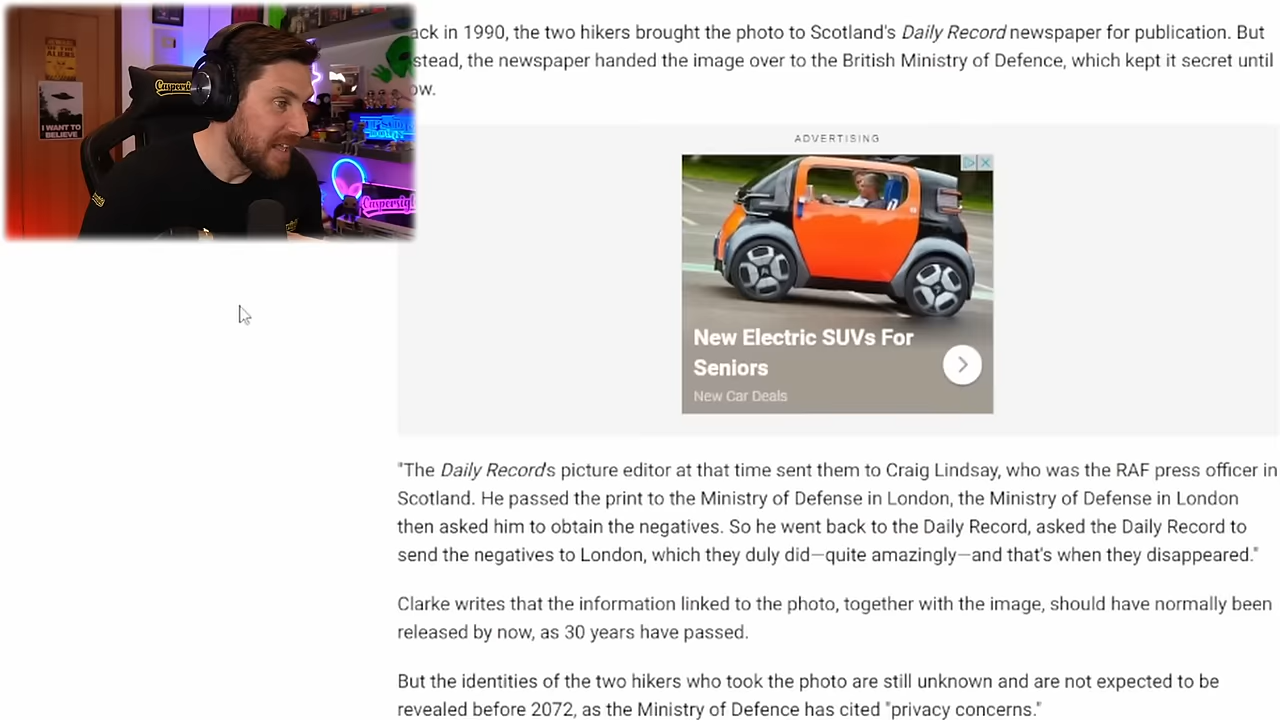 ack in 1990, the two hikers brought the photo to Scotland's Daily Record newspaper for publication. But
stead, the newspaper handed the image over to the British Ministry of Defence, which kept it secret until
ow.
I WANT TO
BELIEVE
ADVERTISING
New Electric SUVs For
Seniors
New Car Deals
"The Daily Record's picture editor at that time sent them to Craig Lindsay, who was the RAF press officer in
Scotland. He passed the print to the Ministry of Defense in London, the Ministry of Defense in London
then asked him to obtain the negatives. So he went back to the Daily Record, asked the Daily Record to
send the negatives to London, which they duly did—quite amazingly—and that's when they disappeared."
Clarke writes that the information linked to the photo, together with the image, should have normally been
released by now, as 30 years have passed.
But the identities of the two hikers who took the photo are still unknown and are not expected to be
revealed before 2072, as the Ministry of Defence has cited "privacy concerns."